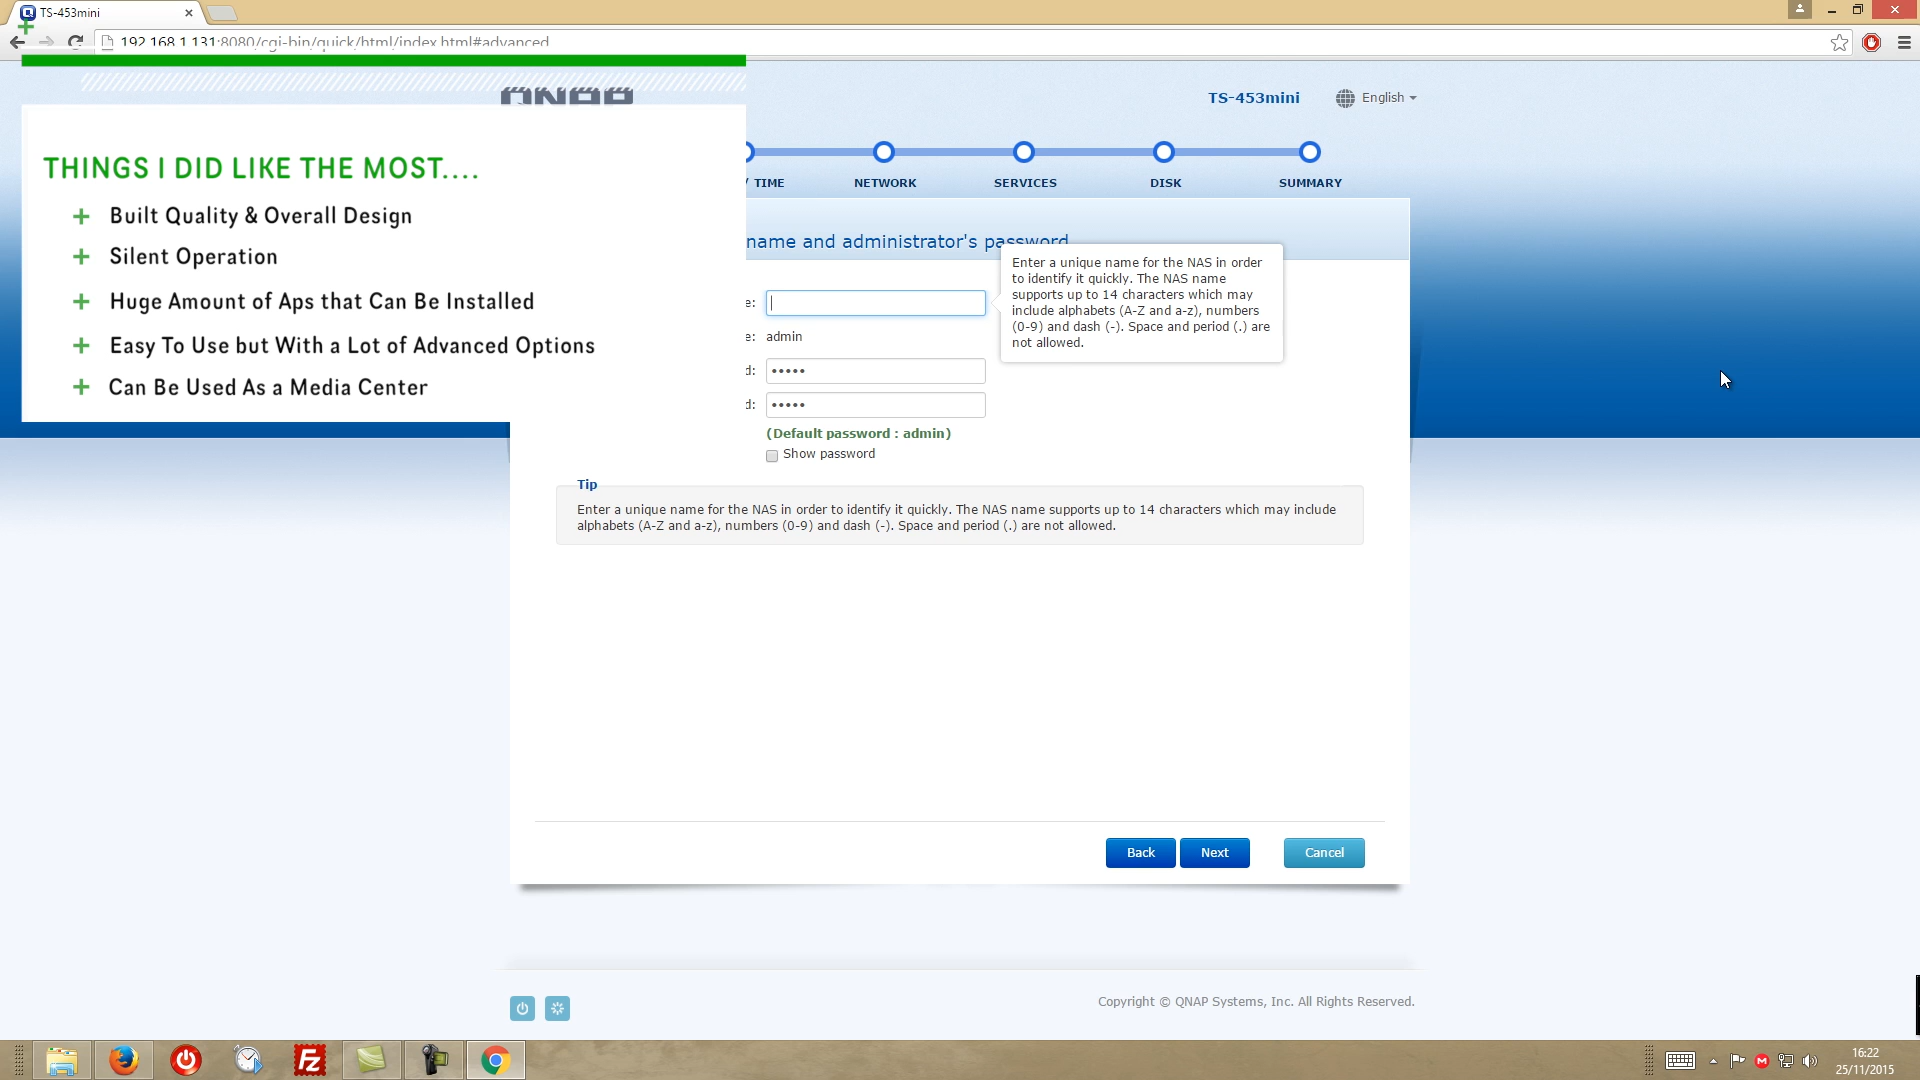 TS-453mini
192.168.1.131:8080/cgi-bin/quick/html/index.html#advanced
QNAP
TS-453mini
English
THINGS I DID LIKE THE MOST....
+ Built Quality & Overall Design
+ Silent Operation
+ Huge Amount of Aps that Can Be Installed
+ Easy To Use but With a Lot of Advanced Options
+ Can Be Used As a Media Center
/ TIME
NETWORK
SERVICES
DISK
SUMMARY
name and administrator's password
Enter a unique name for the NAS in order
to identify it quickly. The NAS name
supports up to 14 characters which may
include alphabets (A-Z and a-z), numbers
(0-9) and dash (-). Space and period (.) are
not allowed.
e:
e: admin
d: •••••
d: •••••
(Default password : admin)
Show password
Tip
Enter a unique name for the NAS in order to identify it quickly. The NAS name supports up to 14 characters which may include
alphabets (A-Z and a-z), numbers (0-9) and dash (-). Space and period (.) are not allowed.
Back
Next
Cancel
Copyright © QNAP Systems, Inc. All Rights Reserved.
Fz
M
16:22
25/11/2015